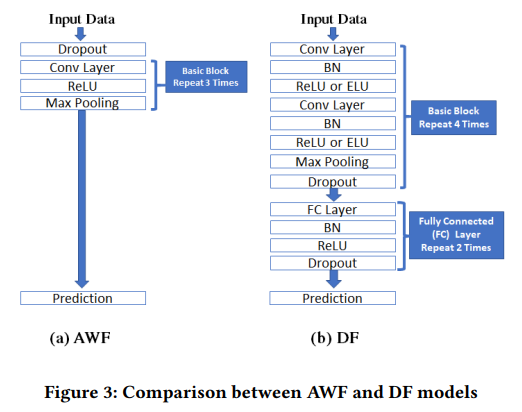 Input Data
Dropout
Conv Layer
ReLU
Max Pooling
Basic Block
Repeat 3 Times
Prediction
(a) AWF
Input Data
Conv Layer
BN
ReLU or ELU
Conv Layer
BN
ReLU or ELU
Max Pooling
Dropout
Basic Block
Repeat 4 Times
FC Layer
BN
ReLU
Dropout
Fully Connected
(FC) Layer
Repeat 2 Times
Prediction
(b) DF
Figure 3: Comparison between AWF and DF models